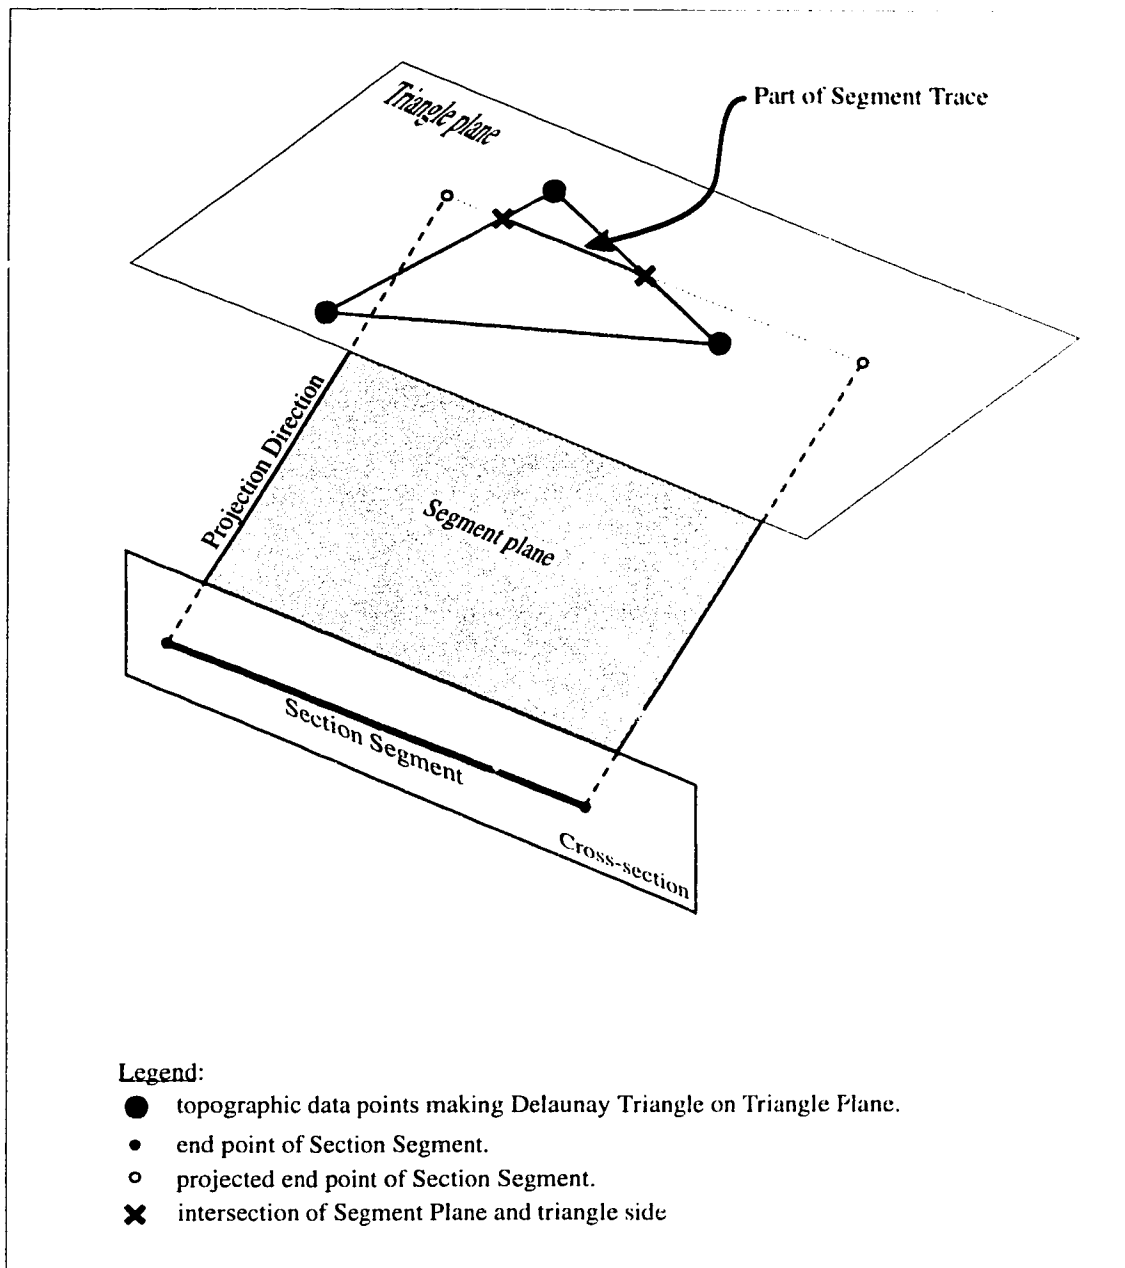 Triangle plane
Part of Segment Trace
Projection Direction
Segment plane
Section Segment
Cross-section
Legend:
topographic data points making Delaunay Triangle on Triangle Plane.
end point of Section Segment.
projected end point of Section Segment.
intersection of Segment Plane and triangle side